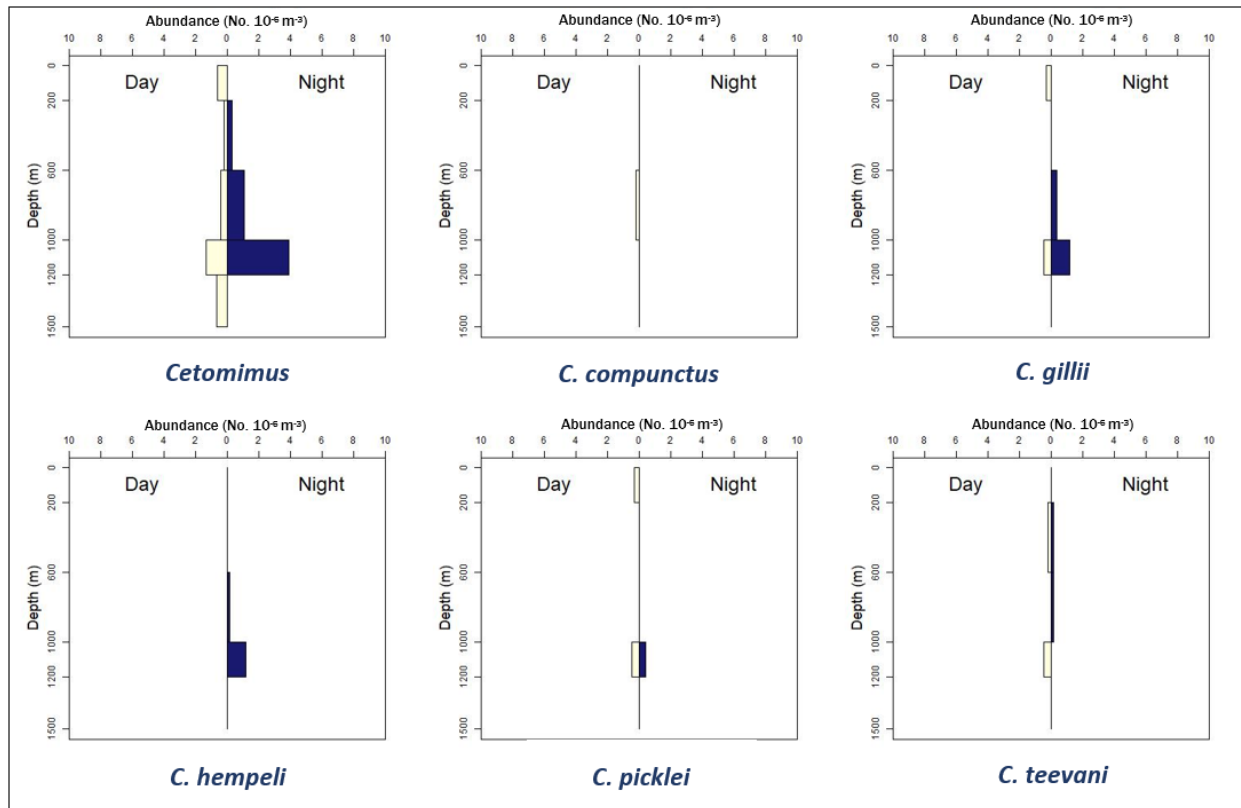 Abundance (No. 10⁻⁶ m⁻³)
10 8 6 4 2 0 2 4 6 8 10
Day Night
Depth (m)
0
200
600
1000
1200
1500
Cetomimus
Abundance (No. 10⁻⁶ m⁻³)
10 8 6 4 2 0 2 4 6 8 10
Day Night
Depth (m)
0
200
600
1000
1200
1500
C. compunctus
Abundance (No. 10⁻⁶ m⁻³)
10 8 6 4 2 0 2 4 6 8 10
Day Night
Depth (m)
0
200
600
1000
1200
1500
C. gillii
Abundance (No. 10⁻⁶ m⁻³)
10 8 6 4 2 0 2 4 6 8 10
Day Night
Depth (m)
0
200
600
1000
1200
1500
C. hempeli
Abundance (No. 10⁻⁶ m⁻³)
10 8 6 4 2 0 2 4 6 8 10
Day Night
Depth (m)
0
200
600
1000
1200
1500
C. picklei
Abundance (No. 10⁻⁶ m⁻³)
10 8 6 4 2 0 2 4 6 8 10
Day Night
Depth (m)
0
200
600
1000
1200
1500
C. teevani